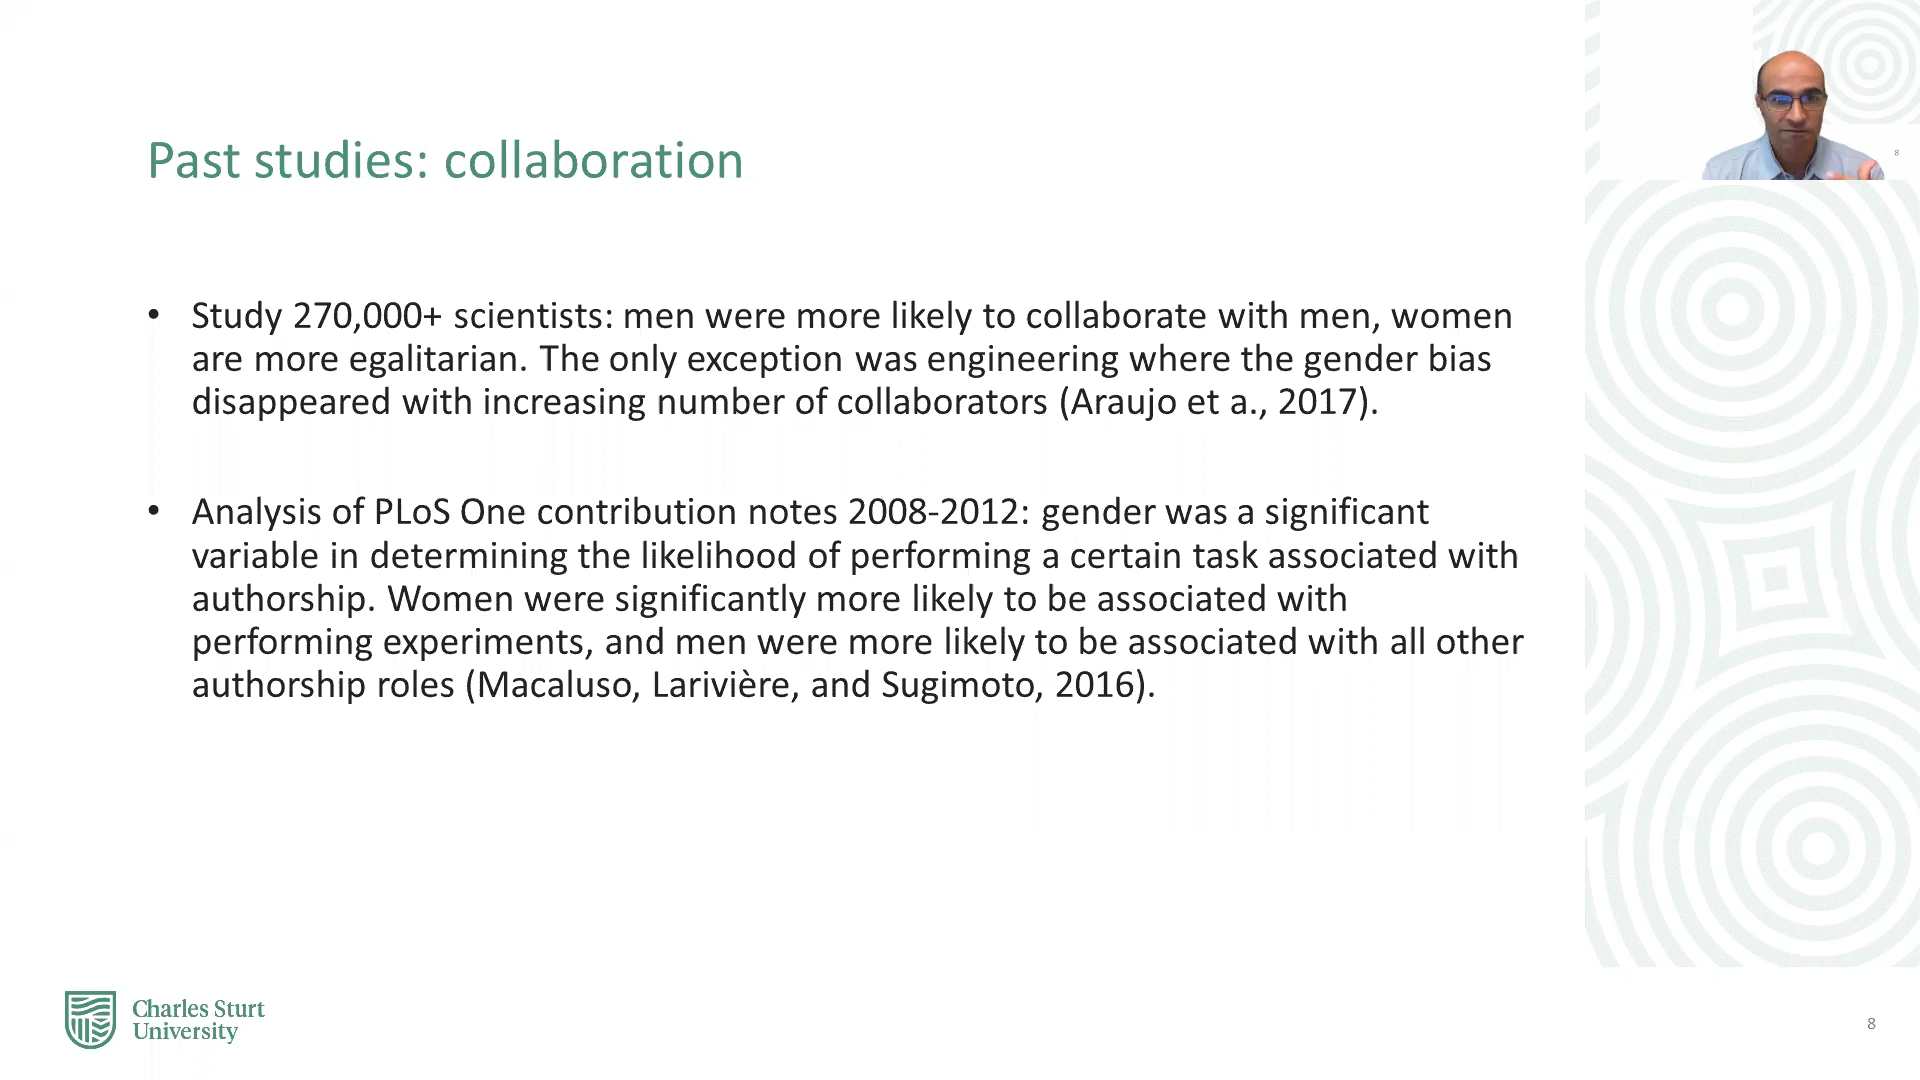 Past studies: collaboration
• Study 270,000+ scientists: men were more likely to collaborate with men, women
are more egalitarian. The only exception was engineering where the gender bias
disappeared with increasing number of collaborators (Araujo et a., 2017).
• Analysis of PLoS One contribution notes 2008-2012: gender was a significant
variable in determining the likelihood of performing a certain task associated with
authorship. Women were significantly more likely to be associated with
performing experiments, and men were more likely to be associated with all other
authorship roles (Macaluso, Larivière, and Sugimoto, 2016).
8
Charles Sturt
University
8